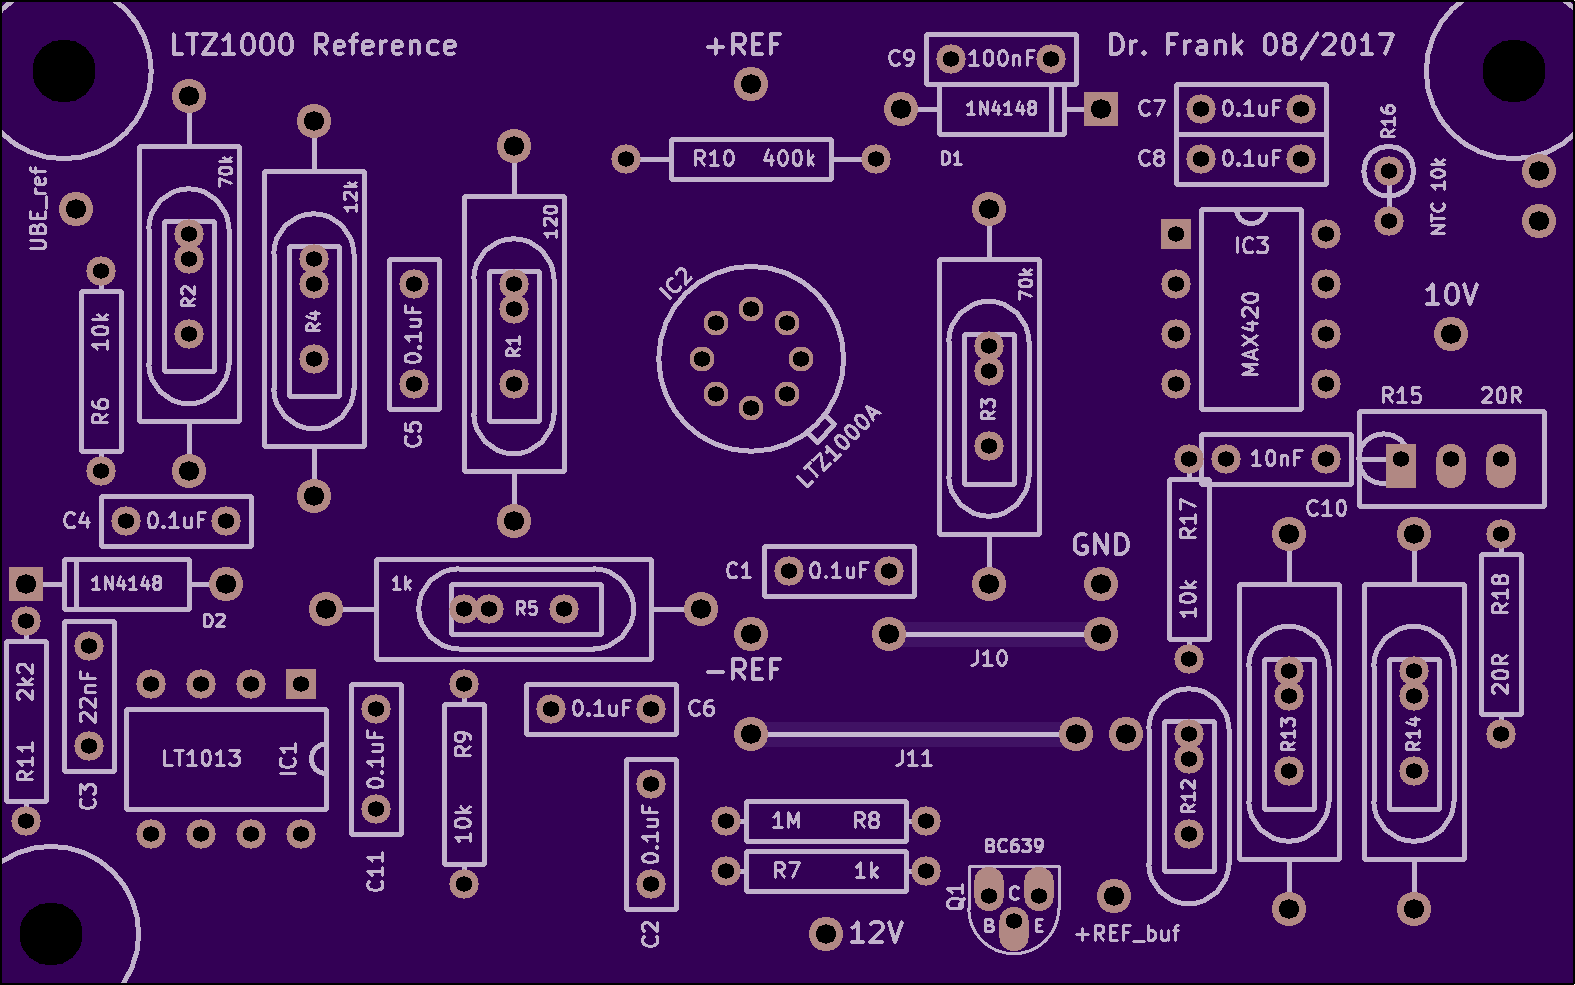 LTZ1000 Reference
+REF
Dr. Frank 08/2017
C9
100nF
1N4148
D1
C7
0.1uF
C8
0.1uF
R16
NTC 10k
R10 400k
UBE_ref
70k
R2
12k
R4
120
R1
10k
R6
0.1uF
C5
IC2
LTZ1000A
70k
R3
IC3
MAX420
10V
R15 20R
10nF
C10
C4
0.1uF
1N4148
D2
1k
R5
C1
0.1uF
GND
R17
10k
R18
20R
-REF
J10
2k2
R11
22nF
C3
LT1013
IC1
0.1uF
C11
R9
10k
0.1uF
C6
J11
R12
R13
R14
0.1uF
C2
1M R8
R7 1k
BC639
Q1
C
B
E
12V
+REF_buf